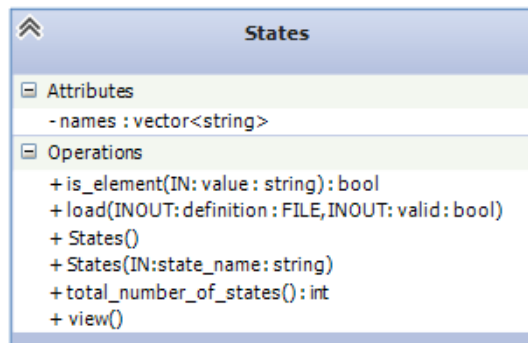 States
Attributes
- names : vector<string>
Operations
+ is_element(IN: value : string) : bool
+ load(INOUT: definition : FILE, INOUT: valid : bool)
+ States()
+ States(IN:state_name: string)
+ total_number_of_states() : int
+ view()